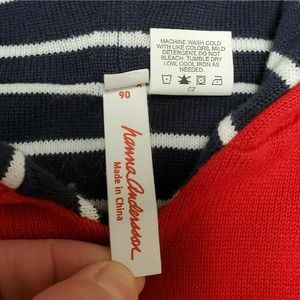 MACHINE WASH COLD
WITH LIKE COLORS, MILD
DETERGENT. DO NOT
BLEACH. TUMBLE DRY
LOW. COOL IRON AS
NEEDED.
90
hanna andersson
Made in
China